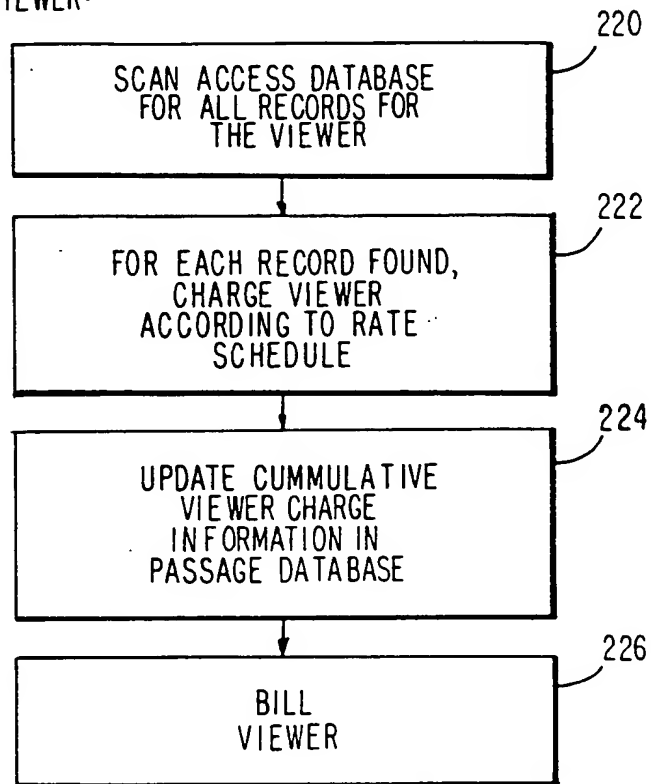 220
SCAN ACCESS DATABASE
FOR ALL RECORDS FOR
THE VIEWER
222
FOR EACH RECORD FOUND,
CHARGE VIEWER
ACCORDING TO RATE
SCHEDULE
224
UPDATE CUMMULATIVE
VIEWER CHARGE
INFORMATION IN
PASSAGE DATABASE
226
BILL
VIEWER